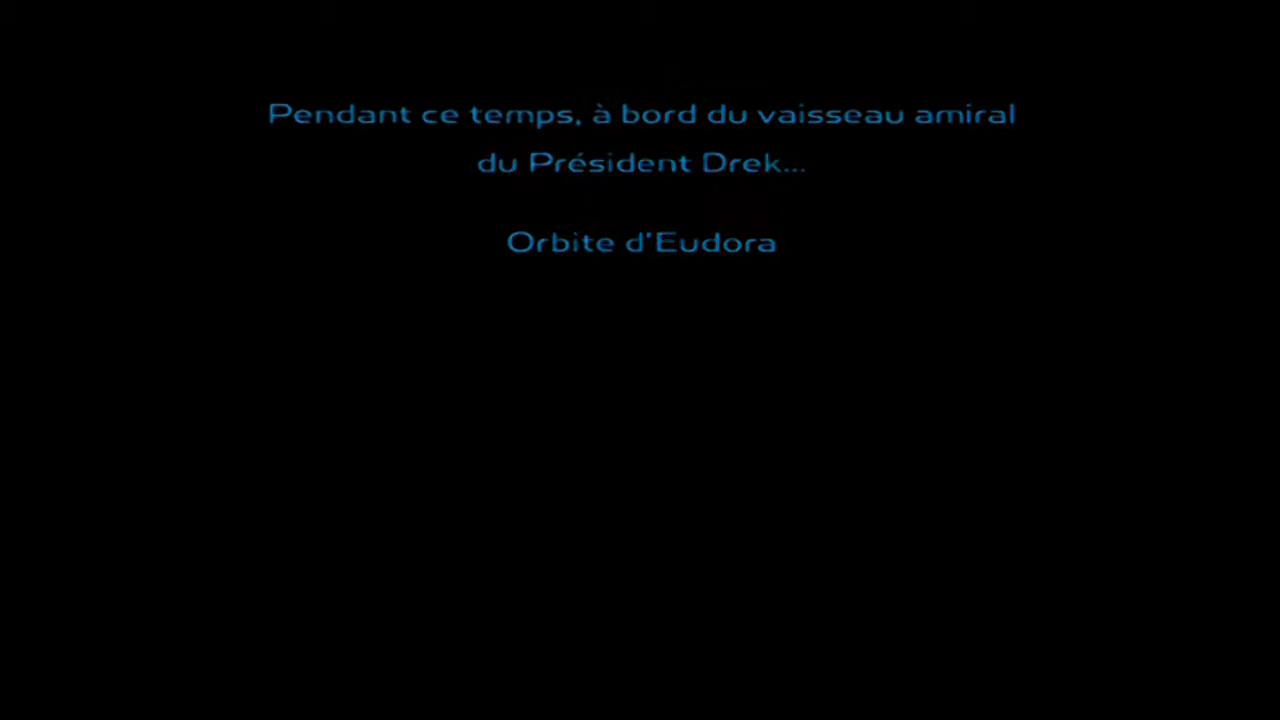 Pendant ce temps, à bord du vaisseau amiral
du Président Drek...
Orbite d'Eudora